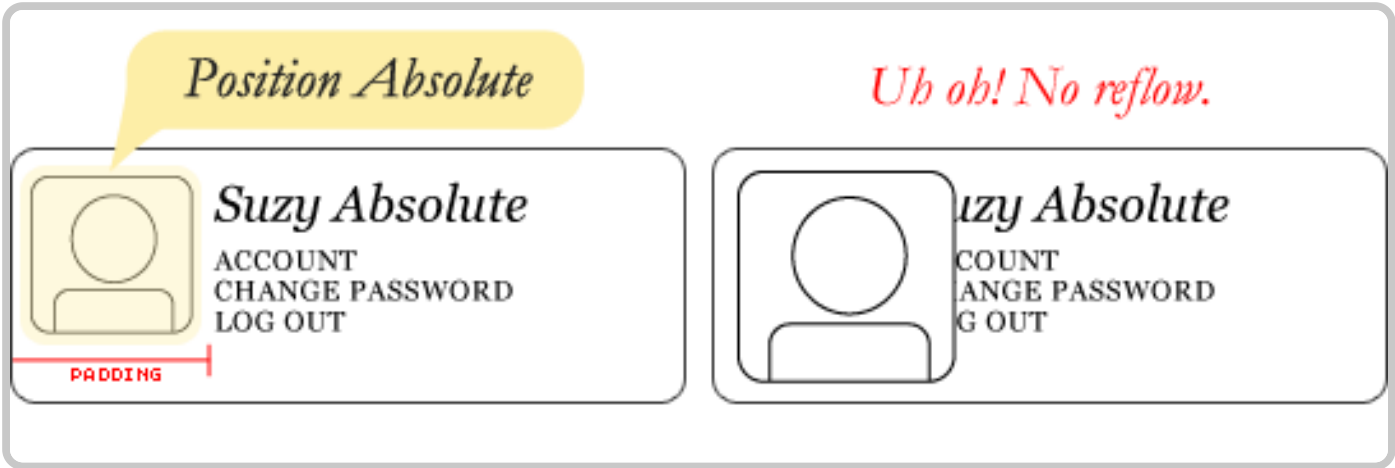 Position Absolute
Uh oh! No reflow.
Suzy Absolute
ACCOUNT
CHANGE PASSWORD
LOG OUT
PADDING
uzy Absolute
COUNT
ANGE PASSWORD
G OUT